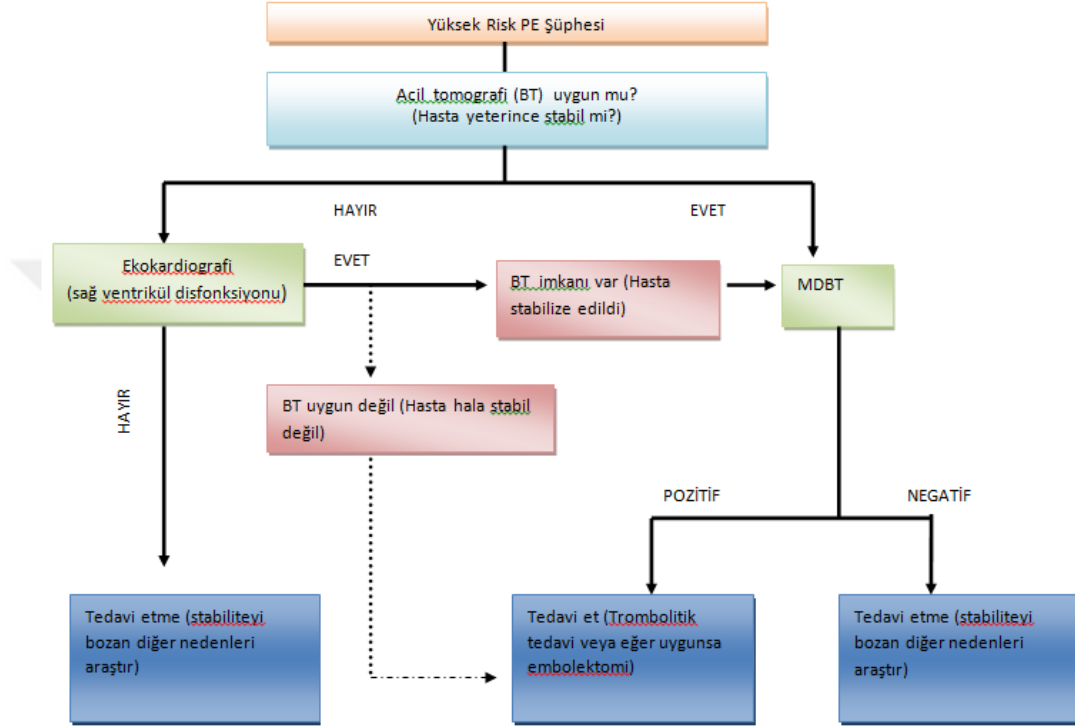 Yüksek Risk PE Şüphesi
Acil tomografi (BT) uygun mu?
(Hasta yeterince stabil mi?)
HAYIR
EVET
Ekokardiografi
(sağ ventrikül disfonksiyonu)
EVET
BT imkanı var (Hasta
stabilize edildi)
MDBT
HAYIR
BT uygun değil (Hasta hala stabil
değil)
POZİTİF
NEGATİF
Tedavi etme (stabiliteyi
bozan diğer nedenleri
araştır)
Tedavi et (Trombolitik
tedavi veya eğer uygunsa
embolektomi)
Tedavi etme (stabiliteyi
bozan diğer nedenleri
araştır)